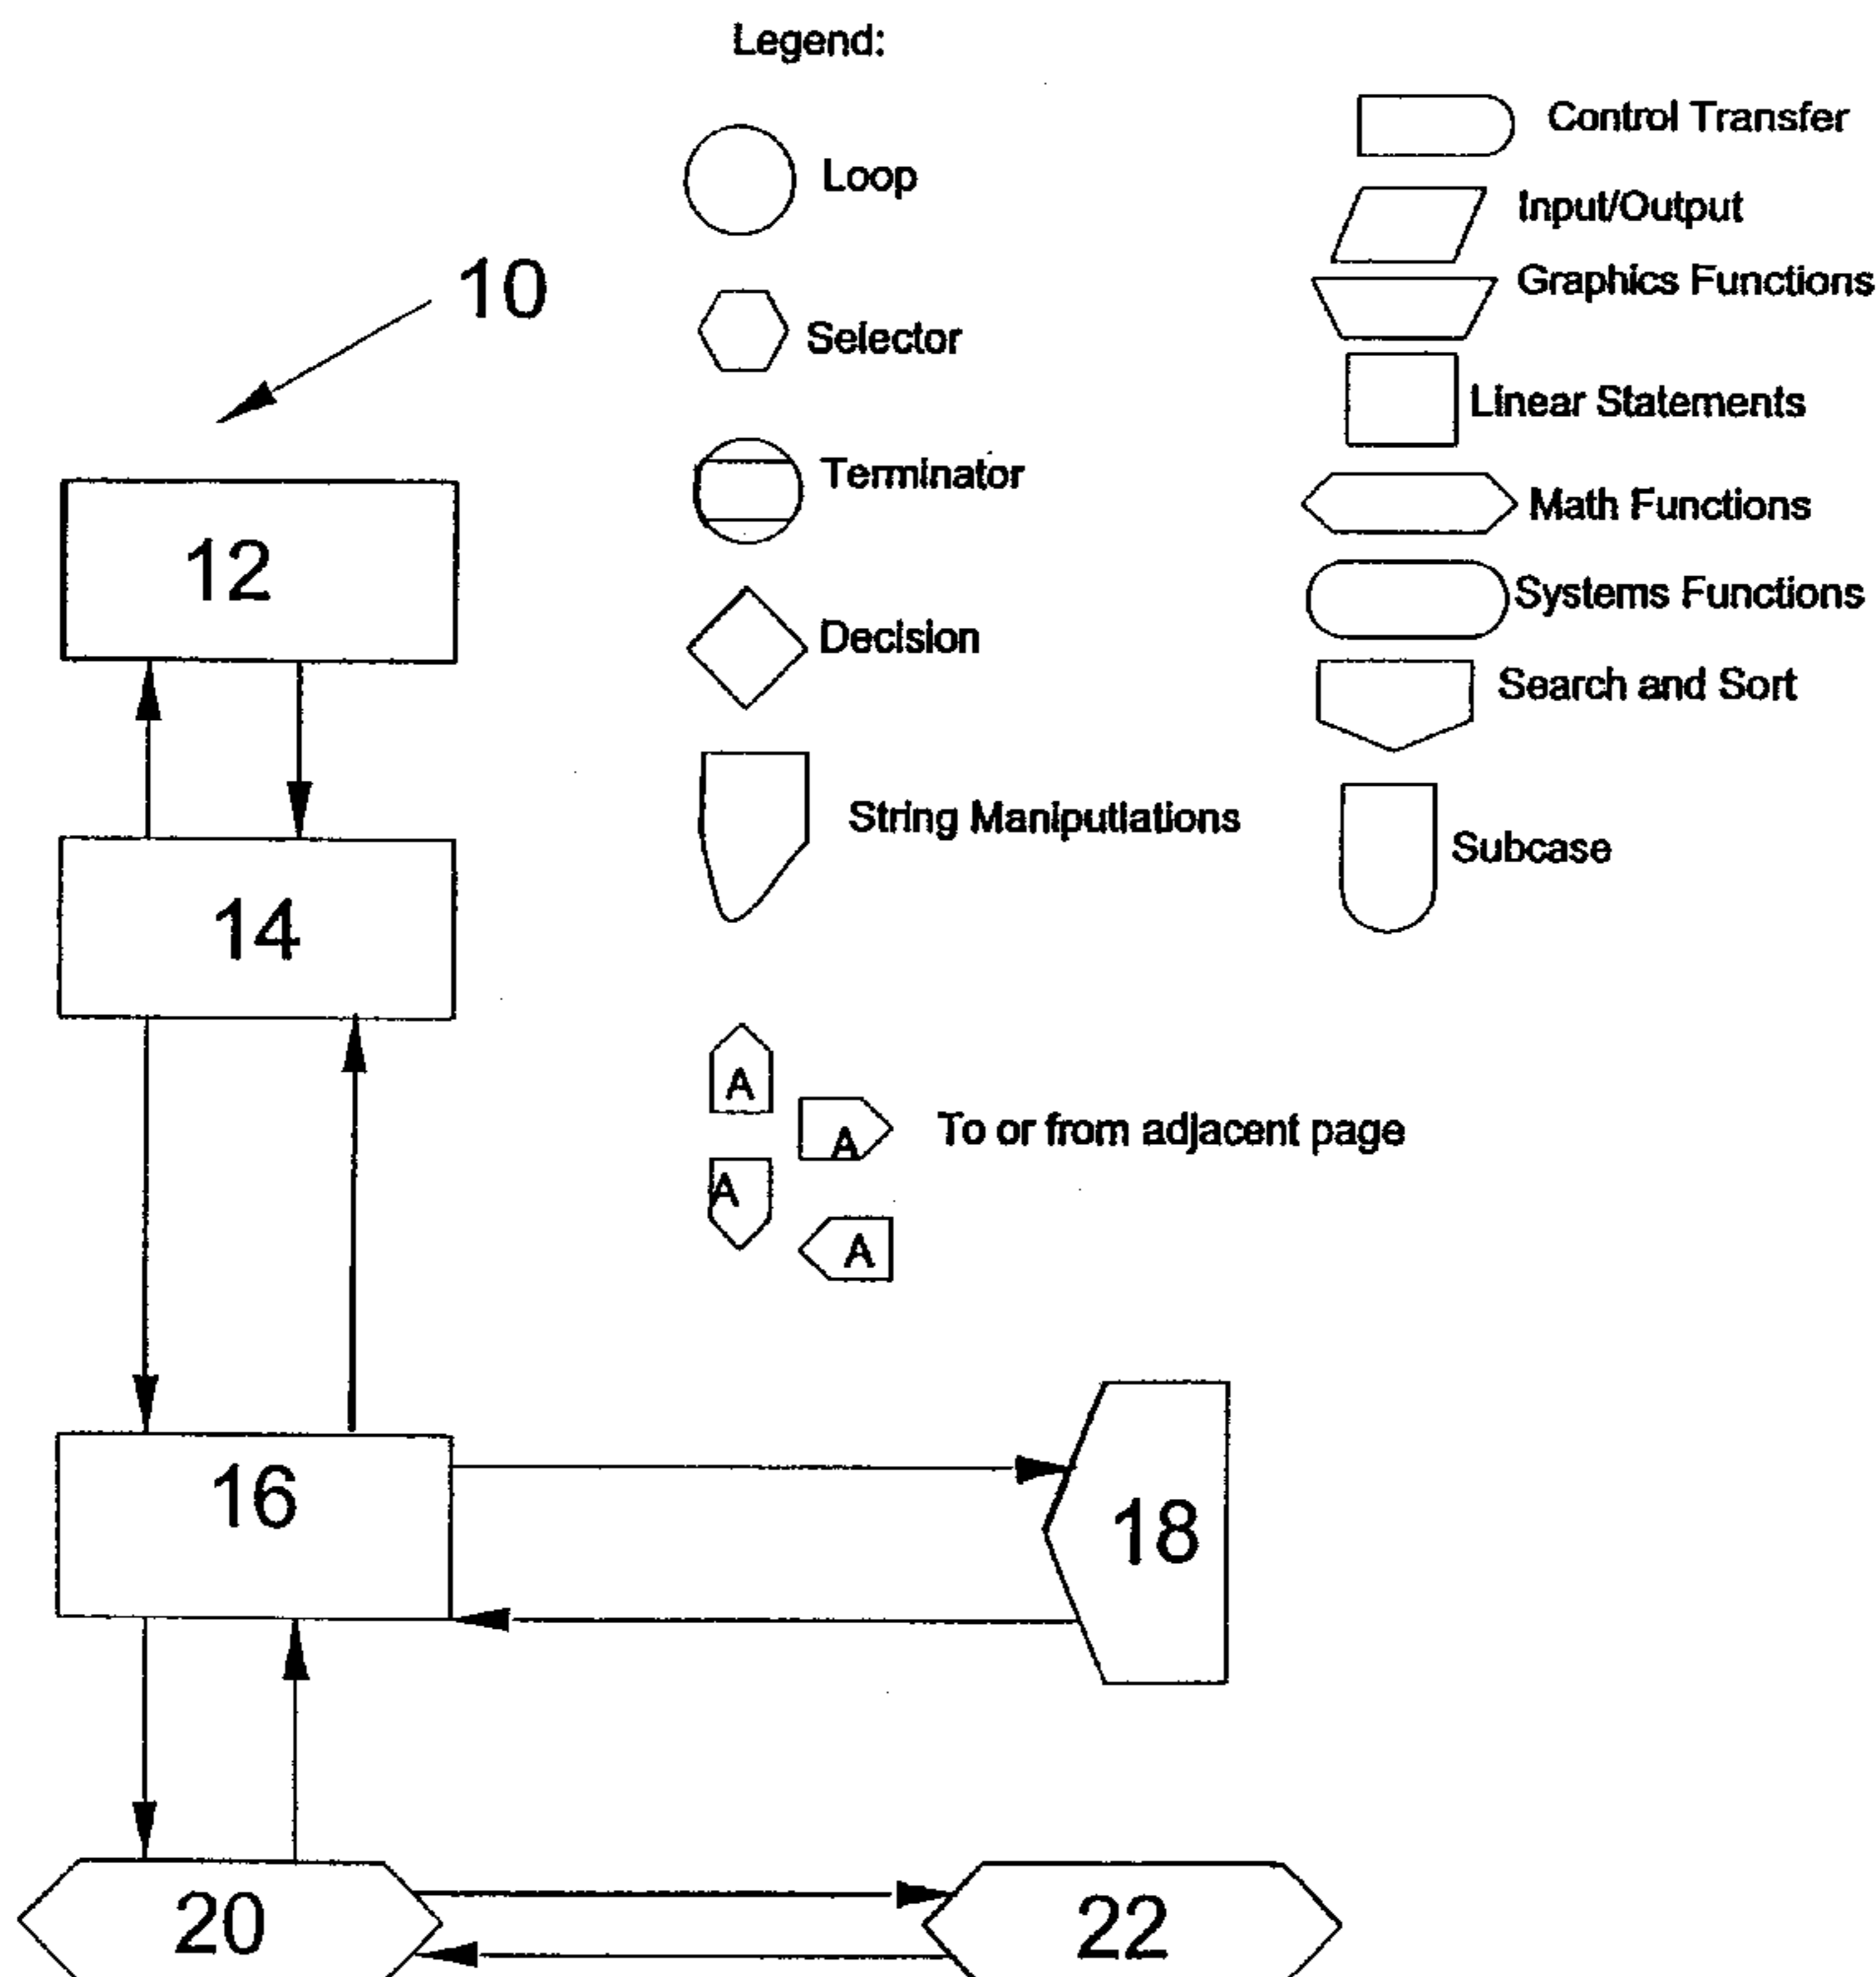 Legend:
Loop
Selector
Terminator
Decision
String Maniputlations
A
A
A
A
To or from adjacent page
Control Transfer
Input/Output
Graphics Functions
Linear Statements
Math Functions
Systems Functions
Search and Sort
Subcase
10
12
14
16
18
20
22